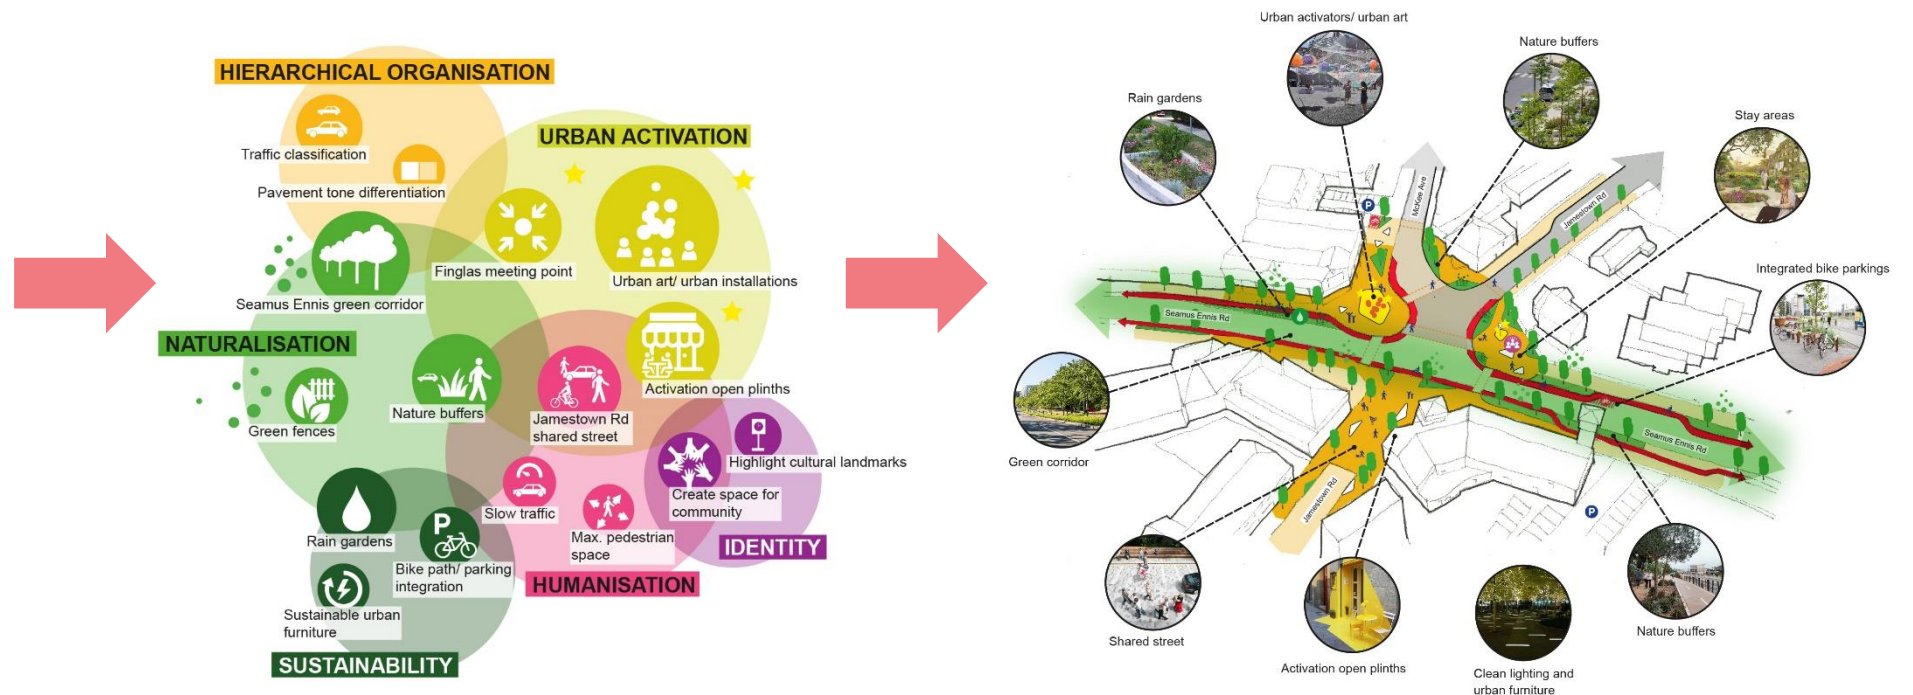 HIERARCHICAL ORGANISATION
Traffic classification
Pavement tone differentiation
URBAN ACTIVATION
Finglas meeting point
Urban art/ urban installations
Seamus Ennis green corridor
NATURALISATION
Activation open plinths
Nature buffers
Jamestown Rd
shared street
Green fences
Highlight cultural landmarks
Create space for
community
Slow traffic
Max. pedestrian
space
IDENTITY
Rain gardens
P
Bike path/ parking
integration
HUMANISATION
Sustainable urban
furniture
SUSTAINABILITY
Urban activators/ urban art
Nature buffers
Rain gardens
Stay areas
McKee Ave
Jamestown Rd
P
Integrated bike parkings
Seamus Ennis Rd
Seamus Ennis Rd
Green corridor
Jamestown Rd
P
Shared street
Activation open plinths
Clean lighting and
urban furniture
Nature buffers